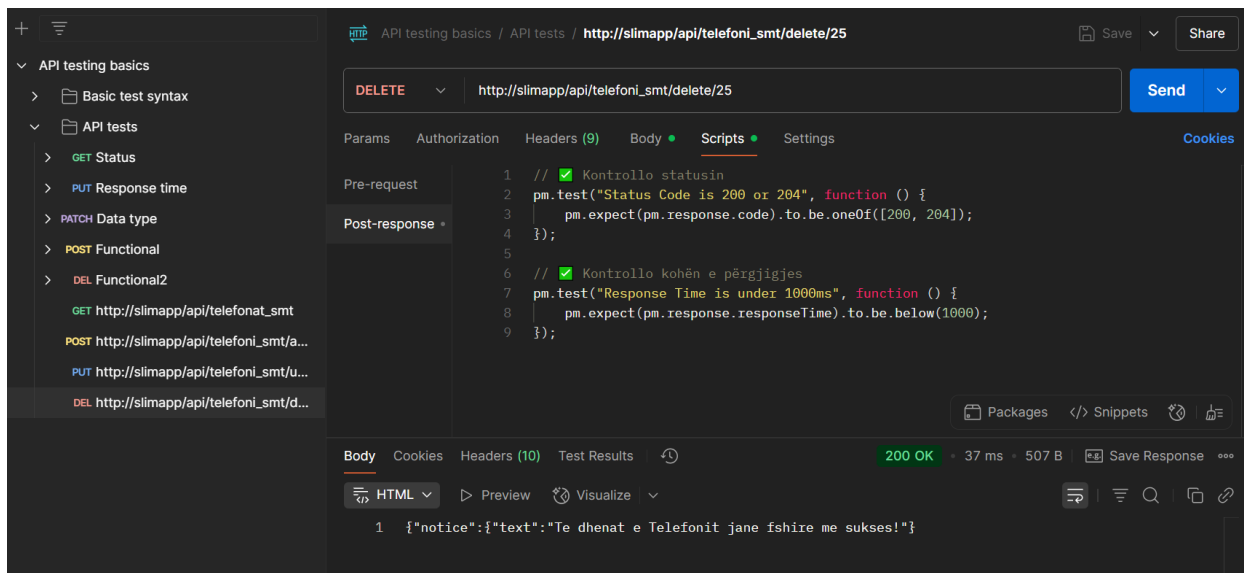 API testing basics / API tests / http://slimapp/api/telefoni_smt/delete/25
Save
Share
API testing basics
Basic test syntax
API tests
GET Status
PUT Response time
PATCH Data type
POST Functional
DEL Functional2
GET http://slimapp/api/telefonat_smt
POST http://slimapp/api/telefoni_smt/a...
PUT http://slimapp/api/telefoni_smt/u...
DEL http://slimapp/api/telefoni_smt/d...
DELETE
http://slimapp/api/telefoni_smt/delete/25
Send
Params Authorization Headers (9) Body Scripts Settings Cookies
Pre-request
Post-response
1 // ✅ Kontrollo statusin
2 pm.test("Status Code is 200 or 204", function () {
3 pm.expect(pm.response.code).to.be.oneOf([200, 204]);
4 });
5
6 // ✅ Kontrollo kohën e përgjigjes
7 pm.test("Response Time is under 1000ms", function () {
8 pm.expect(pm.response.responseTime).to.be.below(1000);
9 });
Packages </> Snippets
Body Cookies Headers (10) Test Results
200 OK • 37 ms • 507 B e.g. Save Response
HTML Preview Visualize
1 {"notice":{"text":"Te dhenat e Telefonit jane fshire me sukses!"}